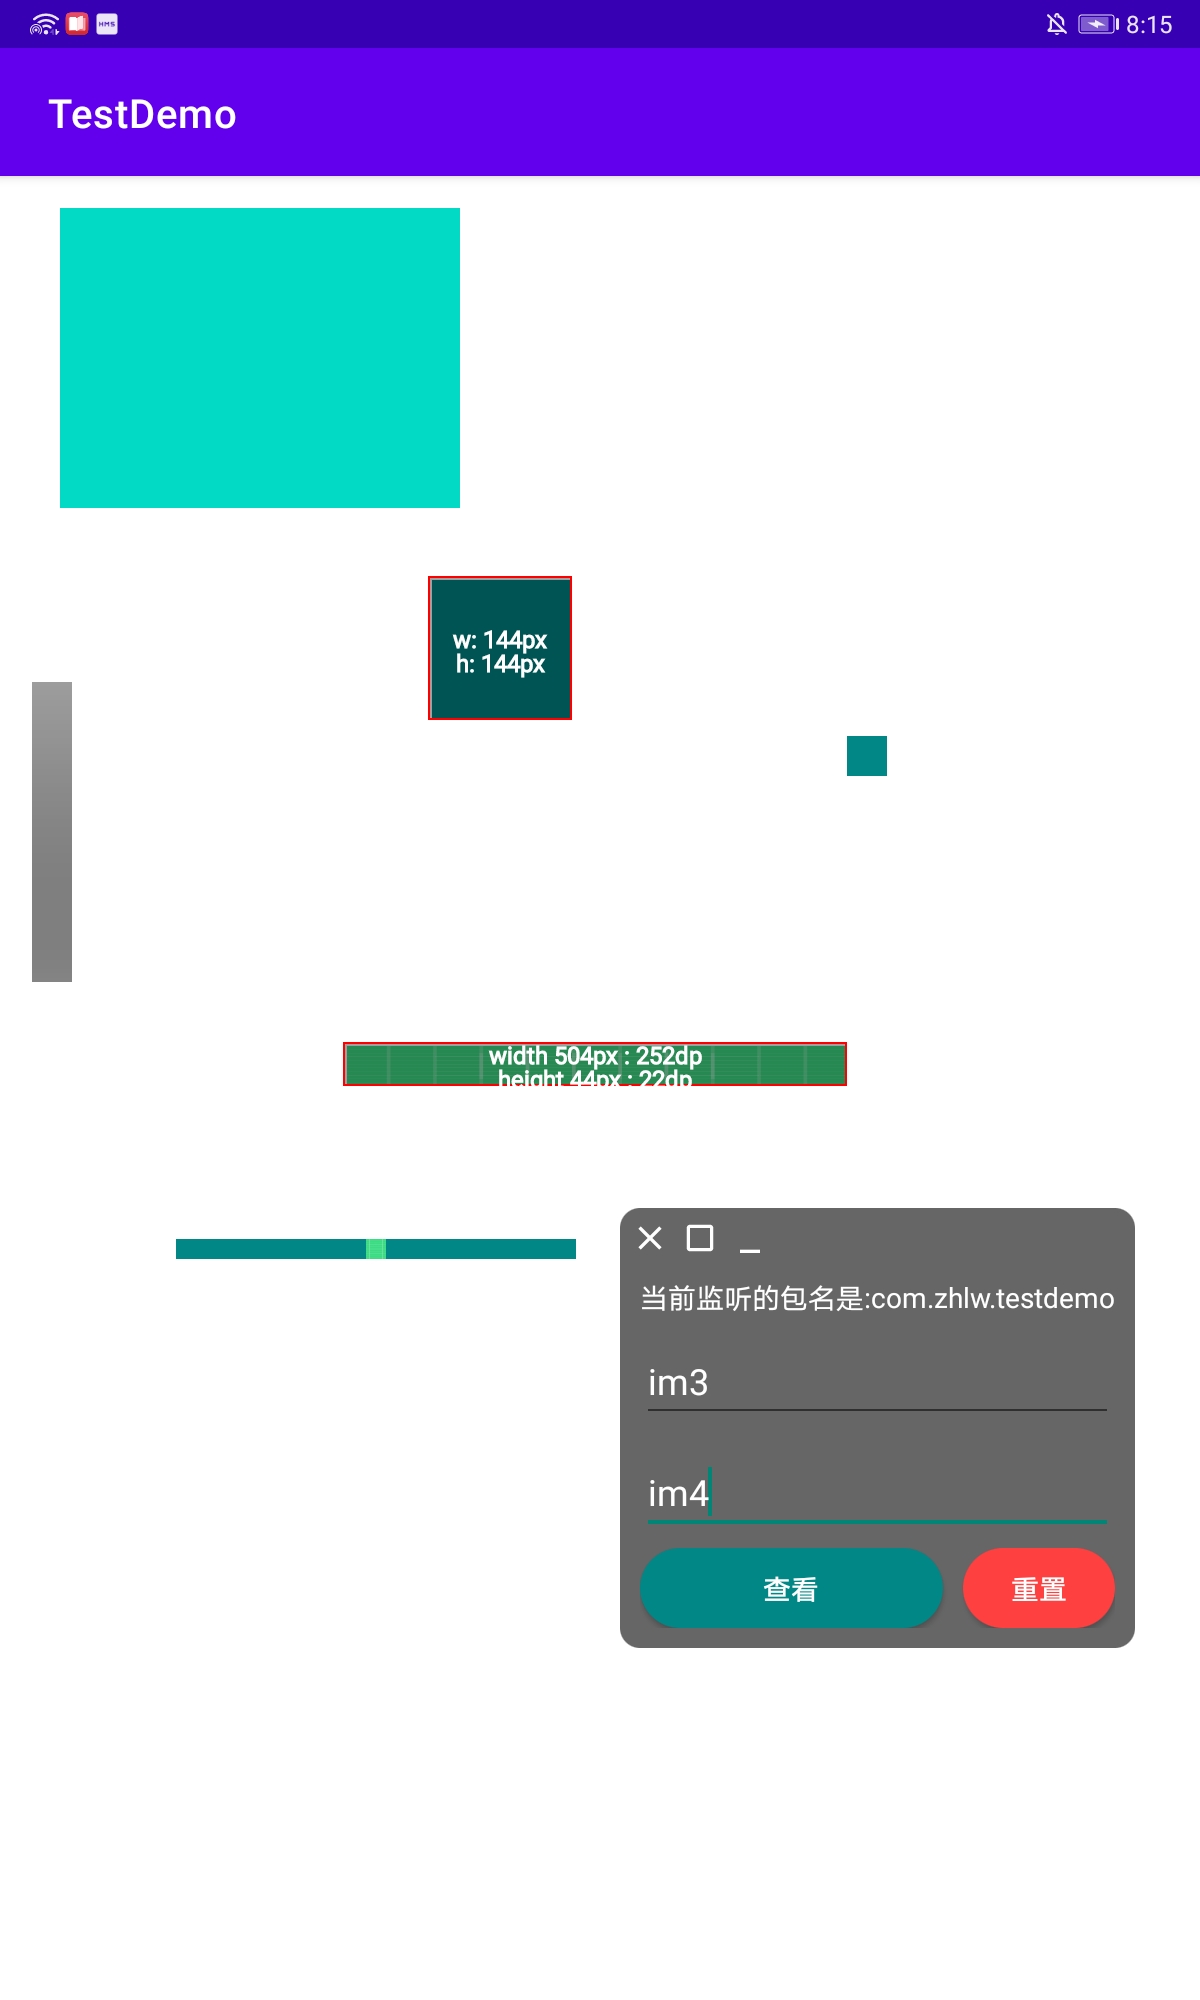 HMS
8:15
TestDemo
w: 144px
h: 144px
width 504px : 252dp
height 44px : 22dp
当前监听的包名是:com.zhlw.testdemo
im3
im4
查看
重置